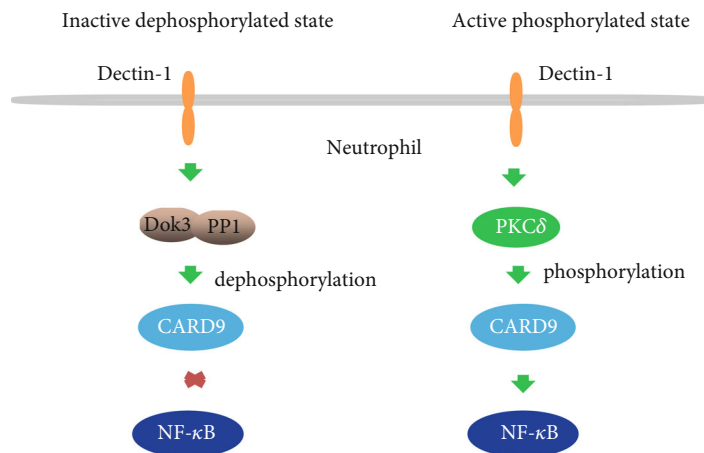 Inactive dephosphorylated state
Active phosphorylated state
Dectin-1
Dectin-1
Neutrophil
Dok3 PP1
PKCδ
dephosphorylation
phosphorylation
CARD9
CARD9
NF-κB
NF-κB